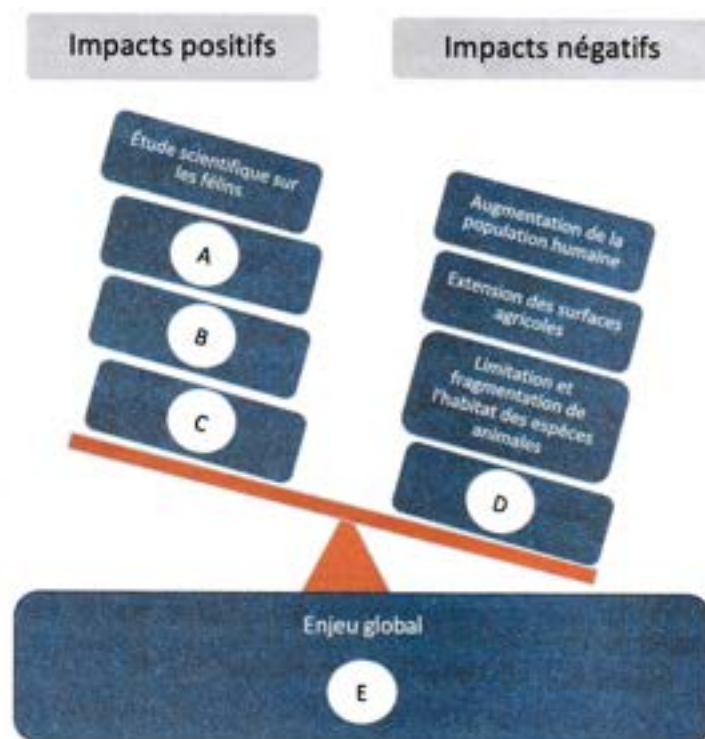 Impacts positifs
Impacts négatifs
Étude scientifique sur
les félins
A
B
C
Augmentation de la
population humaine
Extension des surfaces
agricoles
Limitation et
fragmentation de
l'habitat des espèces
animales
D
Enjeu global
E